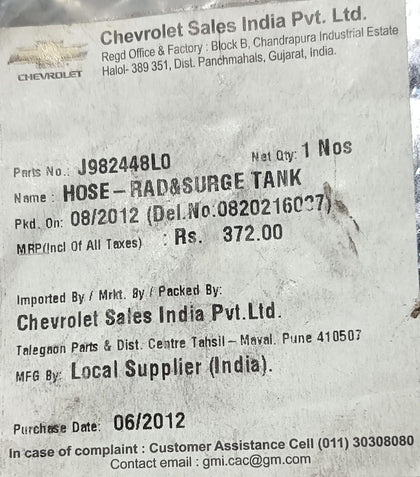 Chevrolet Sales India Pvt. Ltd.
Regd Office & Factory : Block B, Chandrapura Industrial Estate
Halol- 389 351, Dist. Panchmahals, Gujarat, India.
CHEVROLET
Parts No.: J982448L0 Net Qty: 1 Nos
Name : HOSE-RAD&SURGE TANK
Pkd. On: 08/2012 (Del.No:0820216037)
MRP(Incl Of All Taxes) : Rs. 372.00
Imported By / Mrkt. By / Packed By:
Chevrolet Sales India Pvt.Ltd.
Talegaon Parts & Dist. Centre Tahsil-Maval. Pune 410507
MFG By: Local Supplier (India).
Purchase Date: 06/2012
In case of complaint : Customer Assistance Cell (011) 30308080
Contact email : gmi.cac@gm.com